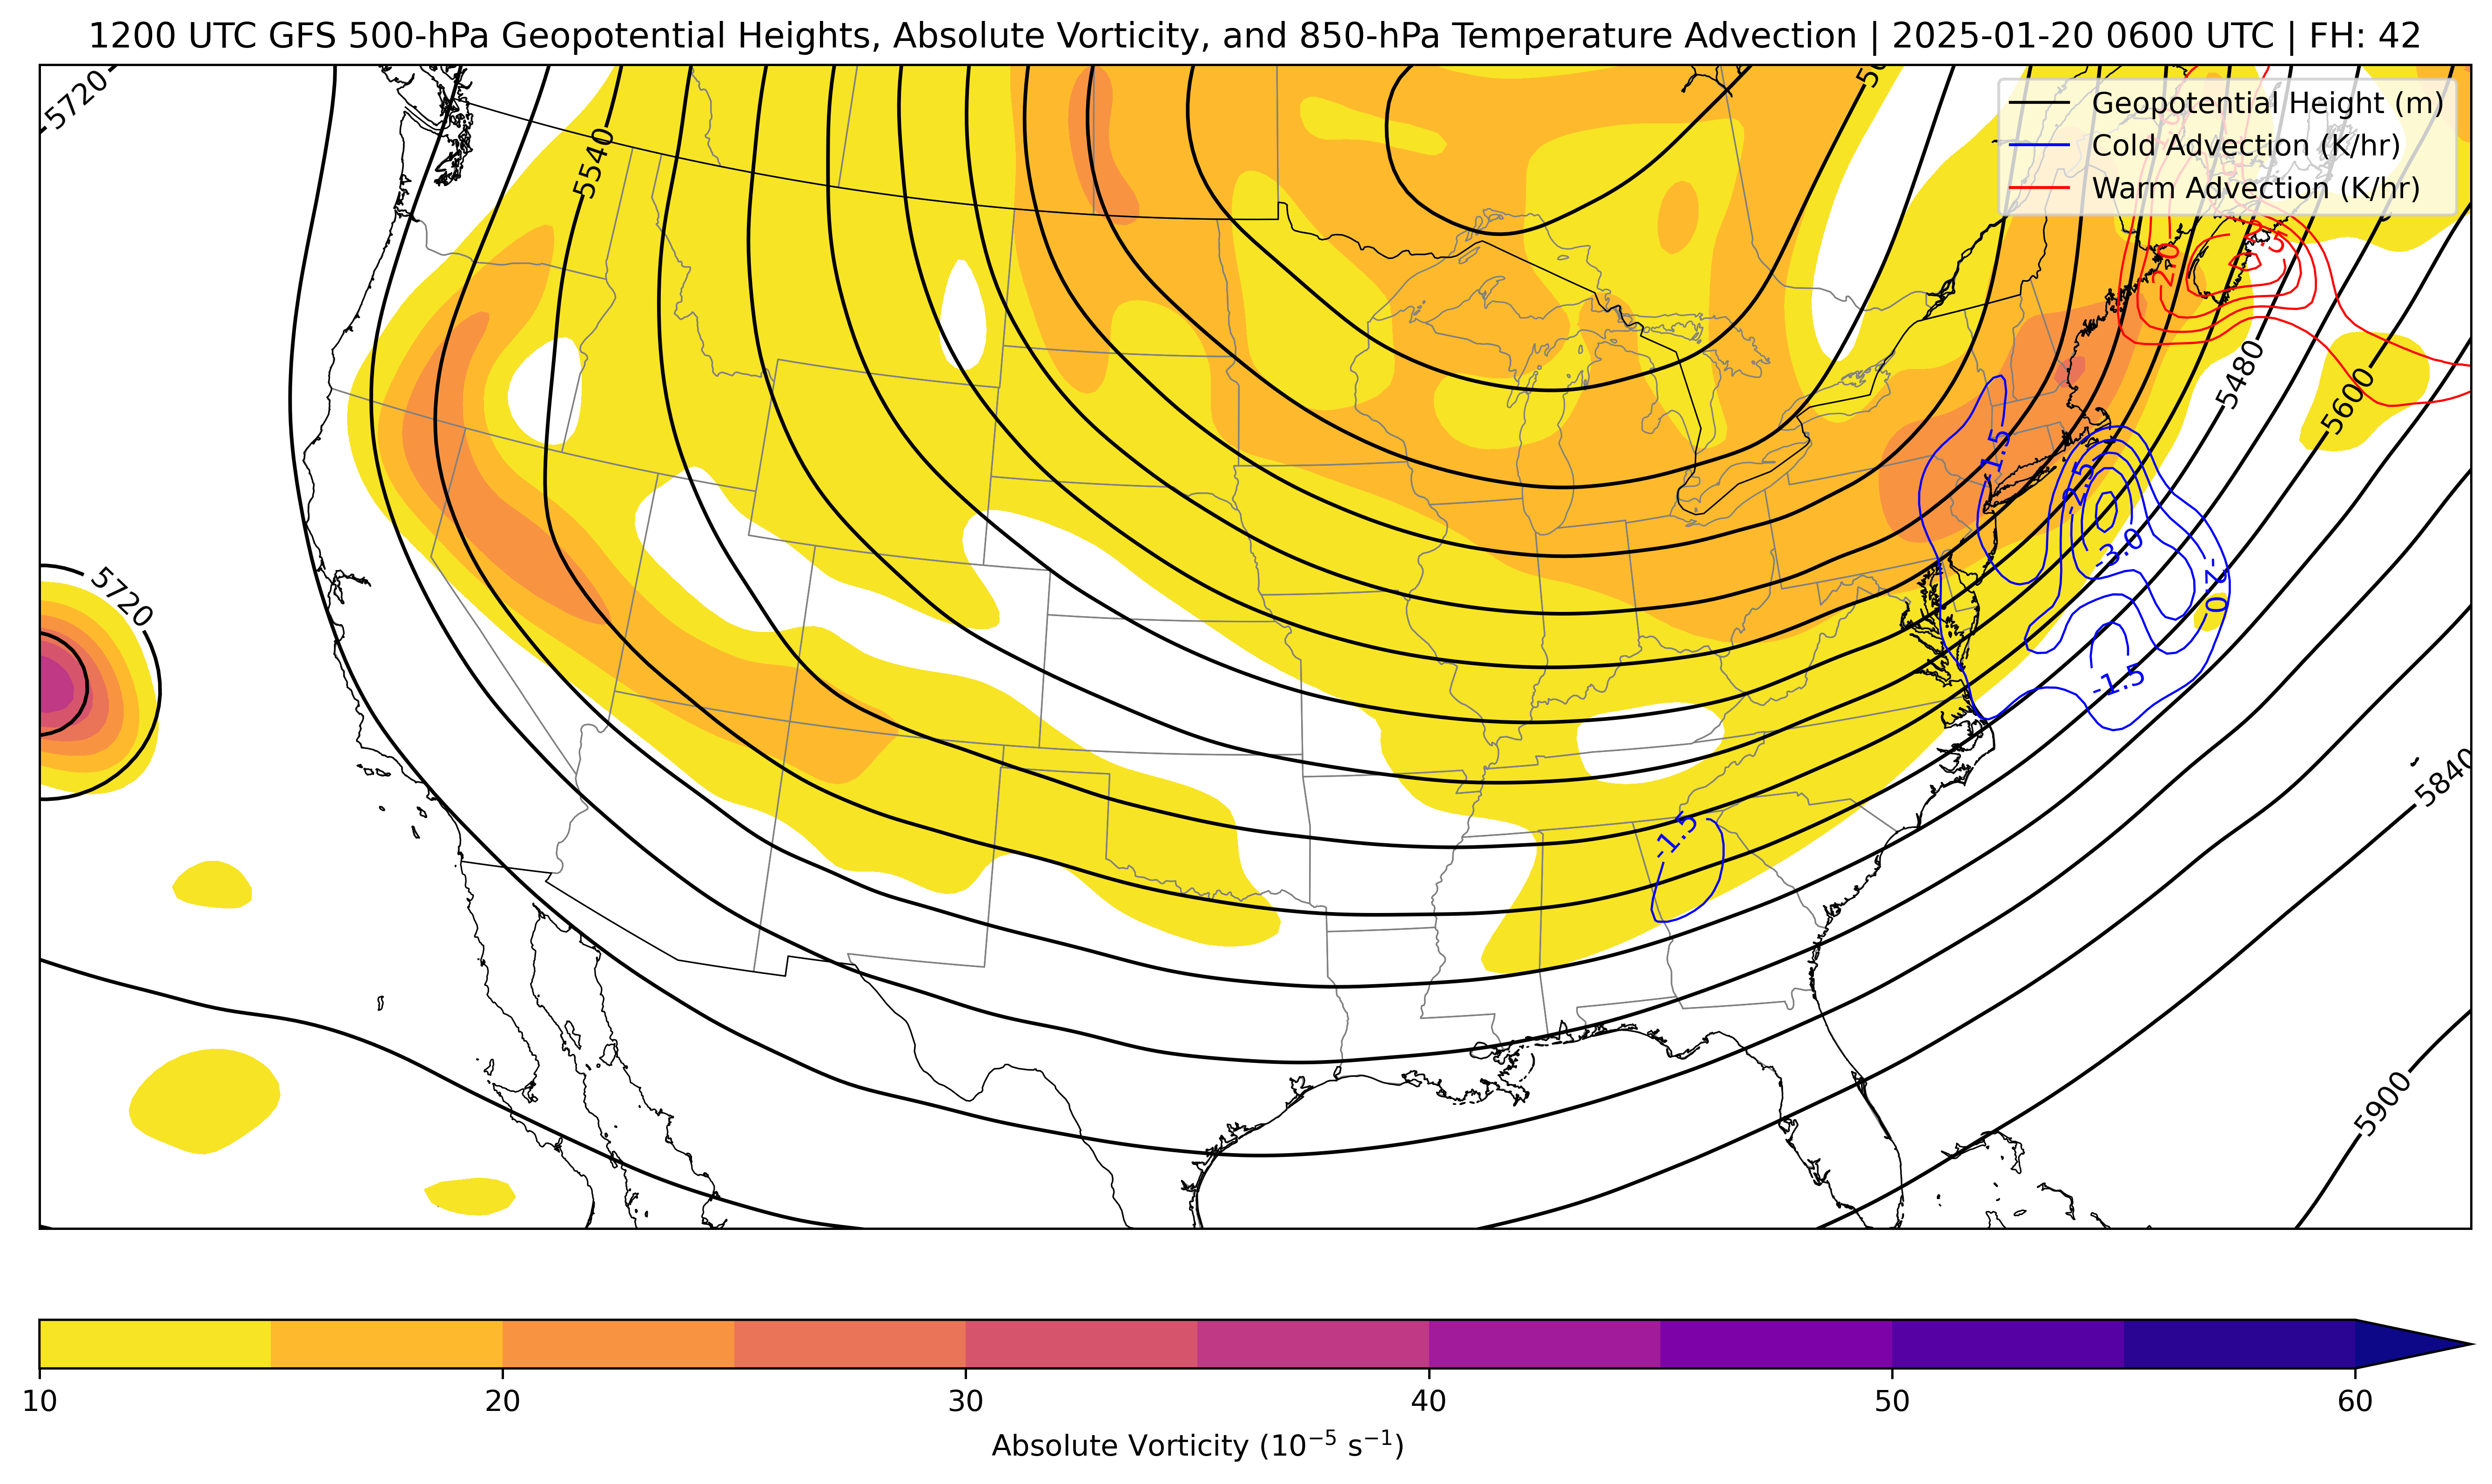 1200 UTC GFS 500-hPa Geopotential Heights, Absolute Vorticity, and 850-hPa Temperature Advection | 2025-01-20 0600 UTC | FH: 42
5720
Geopotential Height (m)
Cold Advection (K/hr)
Warm Advection (K/hr)
5540
-2.0
5480
5600
-1.5
-2.5
-3.0
-2.0
5720
-1.5
5840
-1.5
5900
10 20 30 40 50 60
Absolute Vorticity (10⁻⁵ s⁻¹)